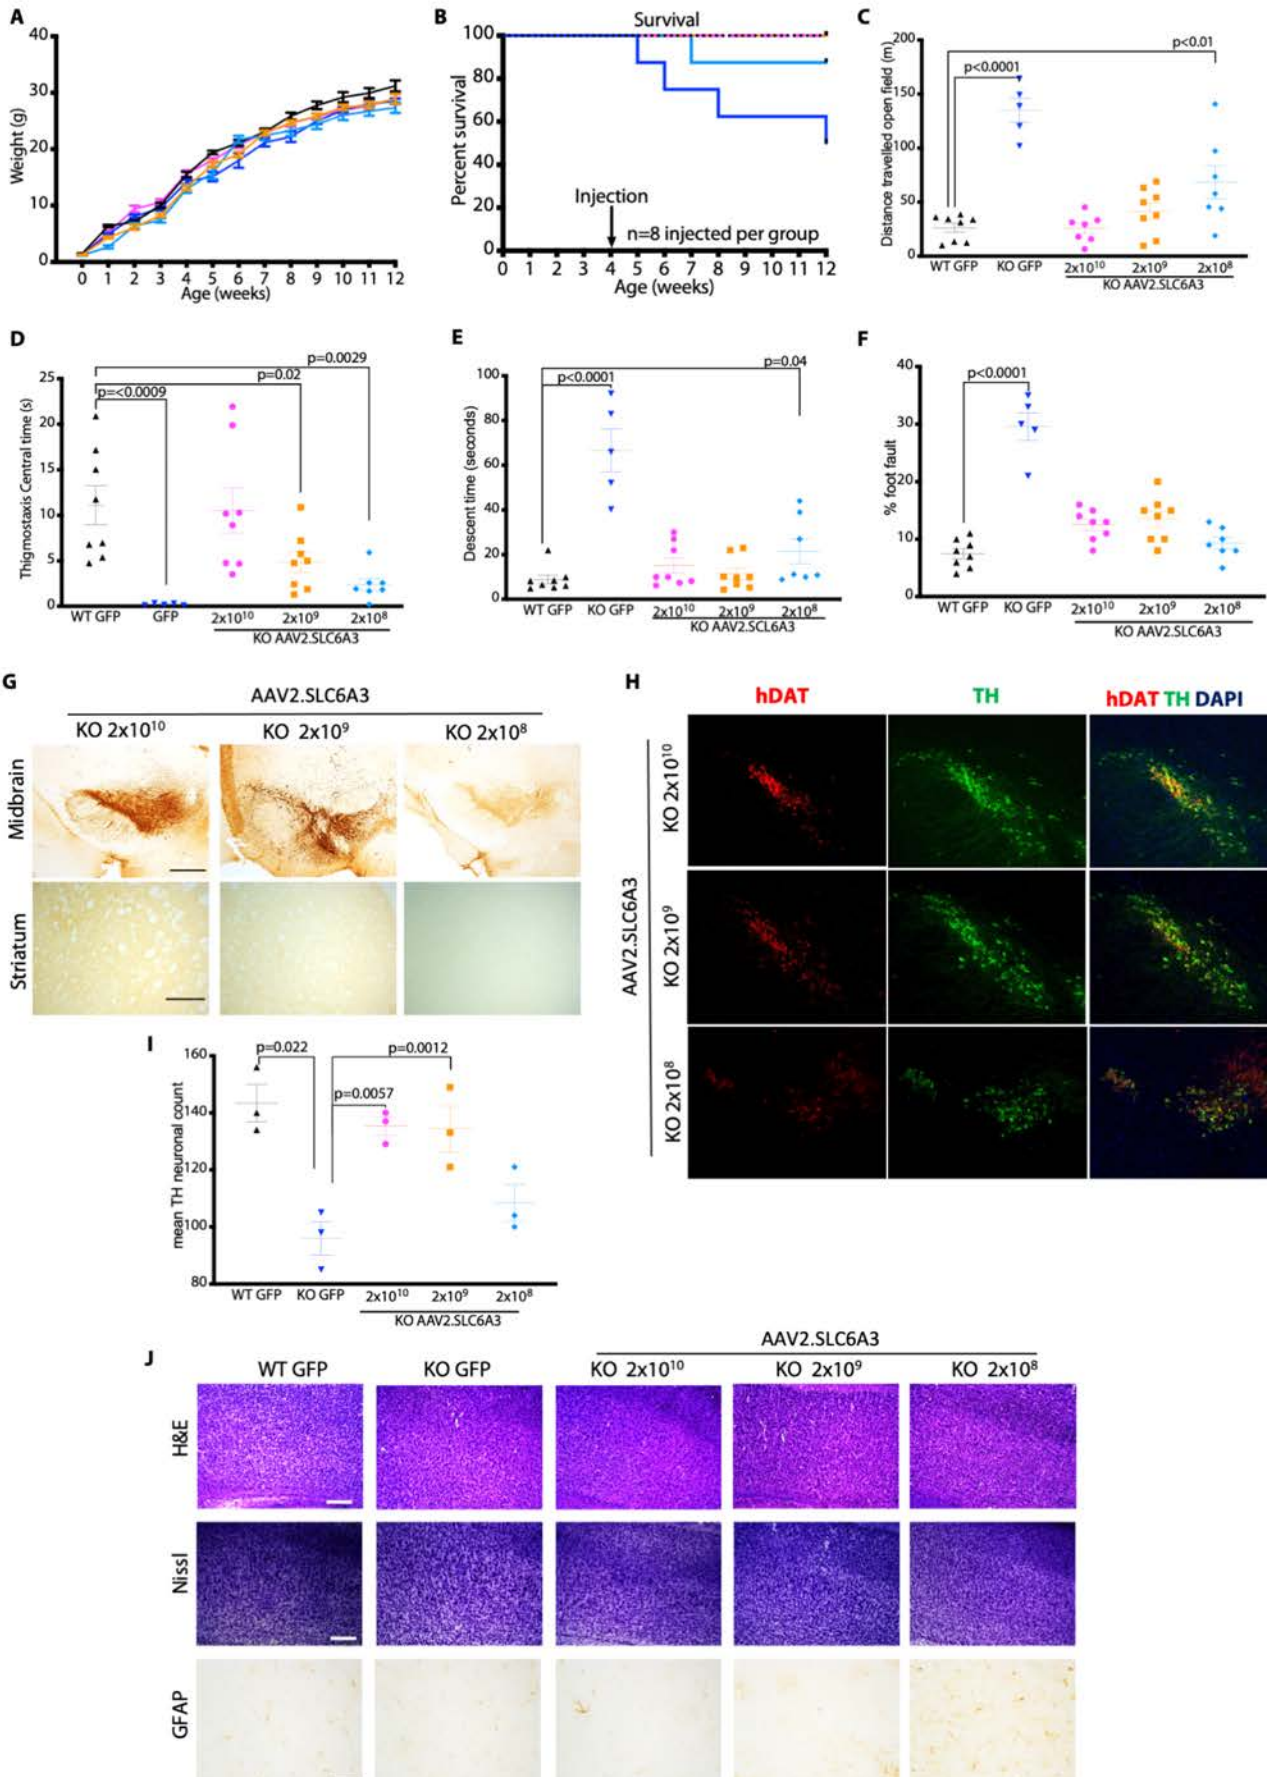 A
40
30
20
10
0
Weight (g)
0 1 2 3 4 5 6 7 8 9 10 11 12
Age (weeks)
B
Survival
100
80
60
40
20
0
Percent survival
Injection
n=8 injected per group
0 1 2 3 4 5 6 7 8 9 10 11 12
Age (weeks)
C
200
150
100
50
0
Distance travelled open field (m)
p<0.01
p<0.0001
WT GFP KO GFP 2x10¹⁰ 2x10⁹ 2x10⁸
KO AAV2.SLC6A3
D
25
20
15
10
5
0
Thigmostaxis Central time (s)
p=0.0029
p=0.02
p=<0.0009
WT GFP GFP 2x10¹⁰ 2x10⁹ 2x10⁸
KO AAV2.SLC6A3
E
100
80
60
40
20
0
Descent time (seconds)
p=0.04
p<0.0001
WT GFP KO GFP 2x10¹⁰ 2x10⁹ 2x10⁸
KO AAV2.SCL6A3
F
40
30
20
10
0
% foot fault
p<0.0001
WT GFP KO GFP 2x10¹⁰ 2x10⁹ 2x10⁸
KO AAV2.SLC6A3
G
AAV2.SLC6A3
KO 2x10¹⁰ KO 2x10⁹ KO 2x10⁸
Midbrain
Striatum
H
hDAT TH hDAT TH DAPI
AAV2.SLC6A3
KO 2x10¹⁰
KO 2x10⁹
KO 2x10⁸
I
160
140
120
100
80
mean TH neuronal count
p=0.022
p=0.0012
p=0.0057
WT GFP KO GFP 2x10¹⁰ 2x10⁹ 2x10⁸
KO AAV2.SLC6A3
J
AAV2.SLC6A3
WT GFP KO GFP KO 2x10¹⁰ KO 2x10⁹ KO 2x10⁸
H&E
Nissl
GFAP